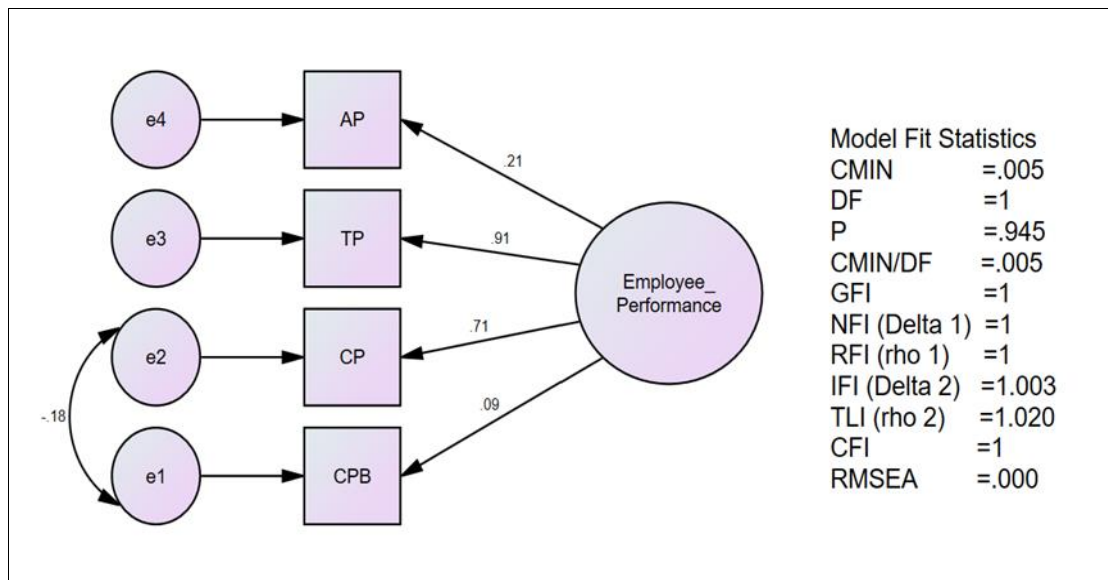 e4
AP
.21
e3
TP
.91
Employee_
Performance
e2
CP
.71
-.18
e1
CPB
.09
Model Fit Statistics
CMIN =.005
DF =1
P =.945
CMIN/DF =.005
GFI =1
NFI (Delta 1) =1
RFI (rho 1) =1
IFI (Delta 2) =1.003
TLI (rho 2) =1.020
CFI =1
RMSEA =.000